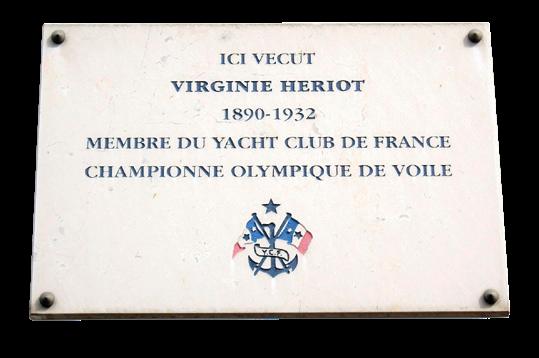 ICI VECUT
VIRGINIE HERIOT
1890-1932
MEMBRE DU YACHT CLUB DE FRANCE
CHAMPIONNE OLYMPIQUE DE VOILE
Y.C.F.